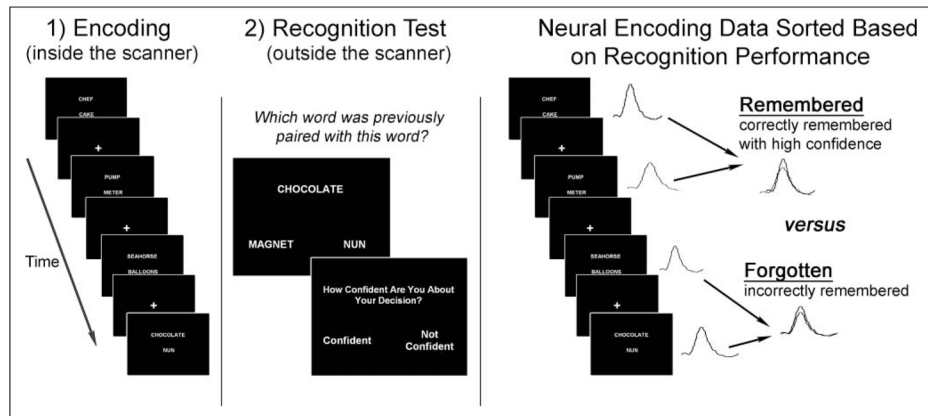 1) Encoding
(inside the scanner)
CHEF
CAKE
+
PUMP
METER
+
SEAHORSE
BALLOONS
+
CHOCOLATE
NUN
Time
2) Recognition Test
(outside the scanner)
Which word was previously
paired with this word?
CHOCOLATE
MAGNET NUN
How Confident Are You About
Your Decision?
Confident Not
Confident
Neural Encoding Data Sorted Based
on Recognition Performance
CHEF
CAKE
+
PUMP
METER
+
SEAHORSE
BALLOONS
+
CHOCOLATE
NUN
Remembered
correctly remembered
with high confidence
versus
Forgotten
incorrectly remembered